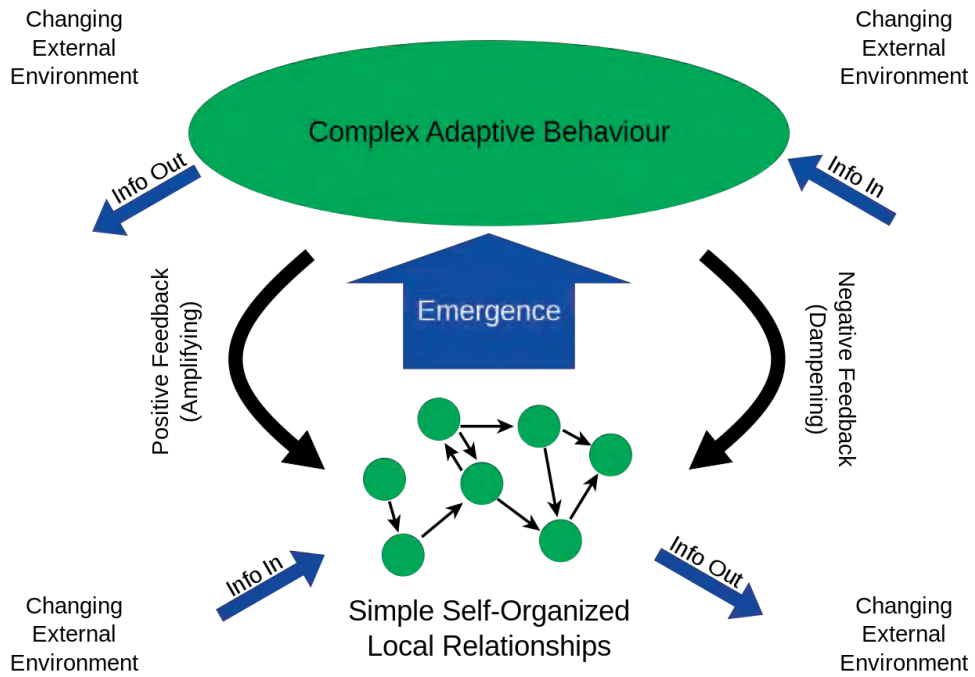 Changing
External
Environment
Changing
External
Environment
Complex Adaptive Behaviour
Info Out
Info In
Emergence
Positive Feedback
(Amplifying)
Negative Feedback
(Dampening)
Info In
Info Out
Changing
External
Environment
Simple Self-Organized
Local Relationships
Changing
External
Environment